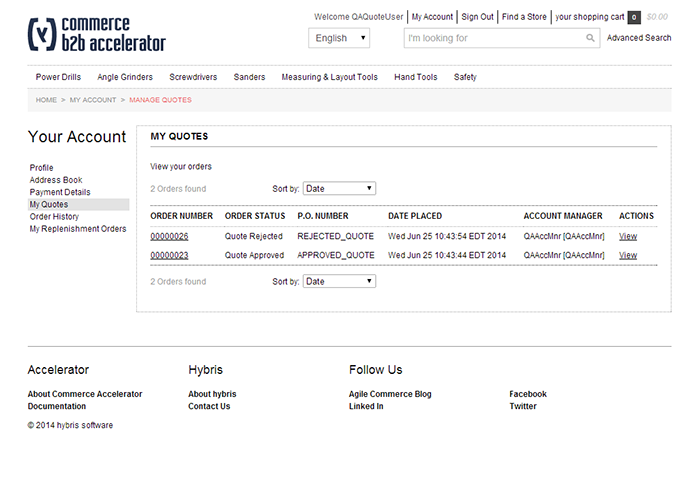 commerce
b2b accelerator
Welcome QAQuoteUser My Account Sign Out Find a Store your shopping cart 0 $0.00
English I'm looking for Advanced Search
Power Drills Angle Grinders Screwdrivers Sanders Measuring & Layout Tools Hand Tools Safety
HOME > MY ACCOUNT > MANAGE QUOTES
Your Account
Profile
Address Book
Payment Details
My Quotes
Order History
My Replenishment Orders
MY QUOTES
View your orders
2 Orders found Sort by: Date
ORDER NUMBER ORDER STATUS P.O. NUMBER DATE PLACED ACCOUNT MANAGER ACTIONS
00000026 Quote Rejected REJECTED_QUOTE Wed Jun 25 10:43:54 EDT 2014 QAAccMnr [QAAccMnr] View
00000023 Quote Approved APPROVED_QUOTE Wed Jun 25 10:43:44 EDT 2014 QAAccMnr [QAAccMnr] View
2 Orders found Sort by: Date
Accelerator Hybris Follow Us
About Commerce Accelerator About hybris Agile Commerce Blog Facebook
Documentation Contact Us Linked In Twitter
© 2014 hybris software